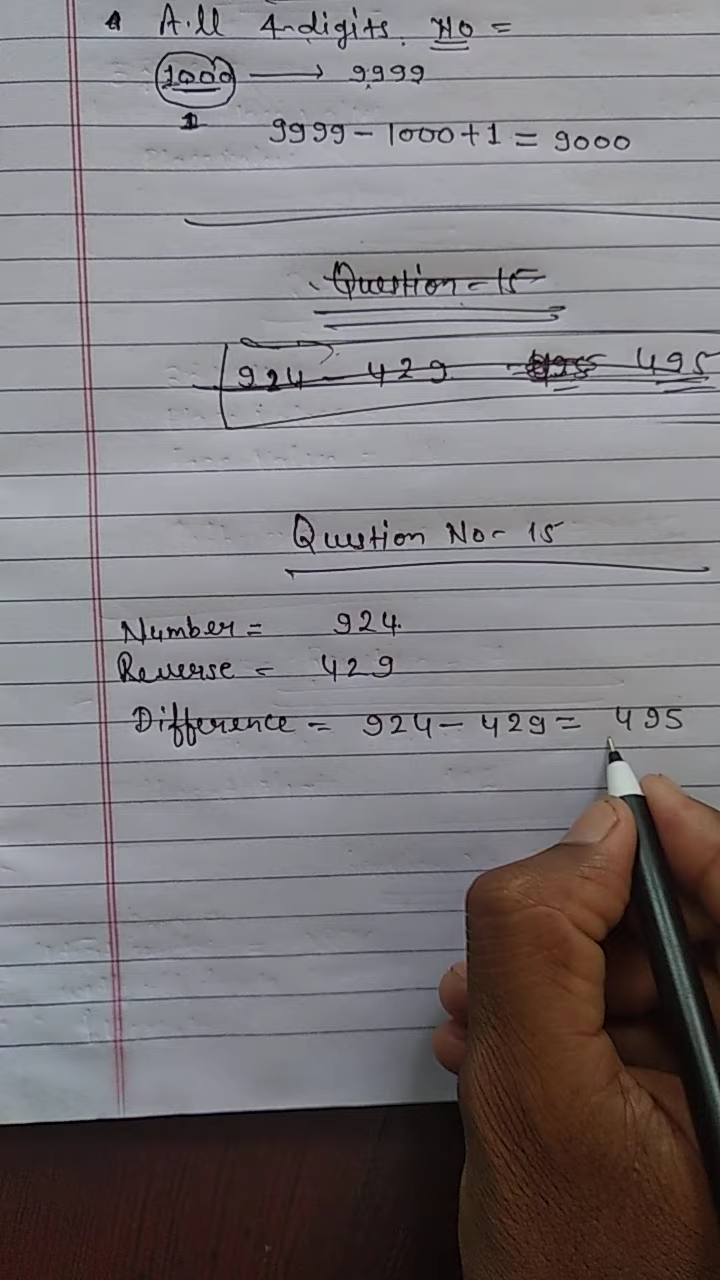 All 4-digits. No =
1000 → 9999
1
9999 - 1000 + 1 = 9000
Question - 15
924 - 429 495
Question No- 15
Number = 924.
Reverse = 429
Difference = 924 - 429 = 495